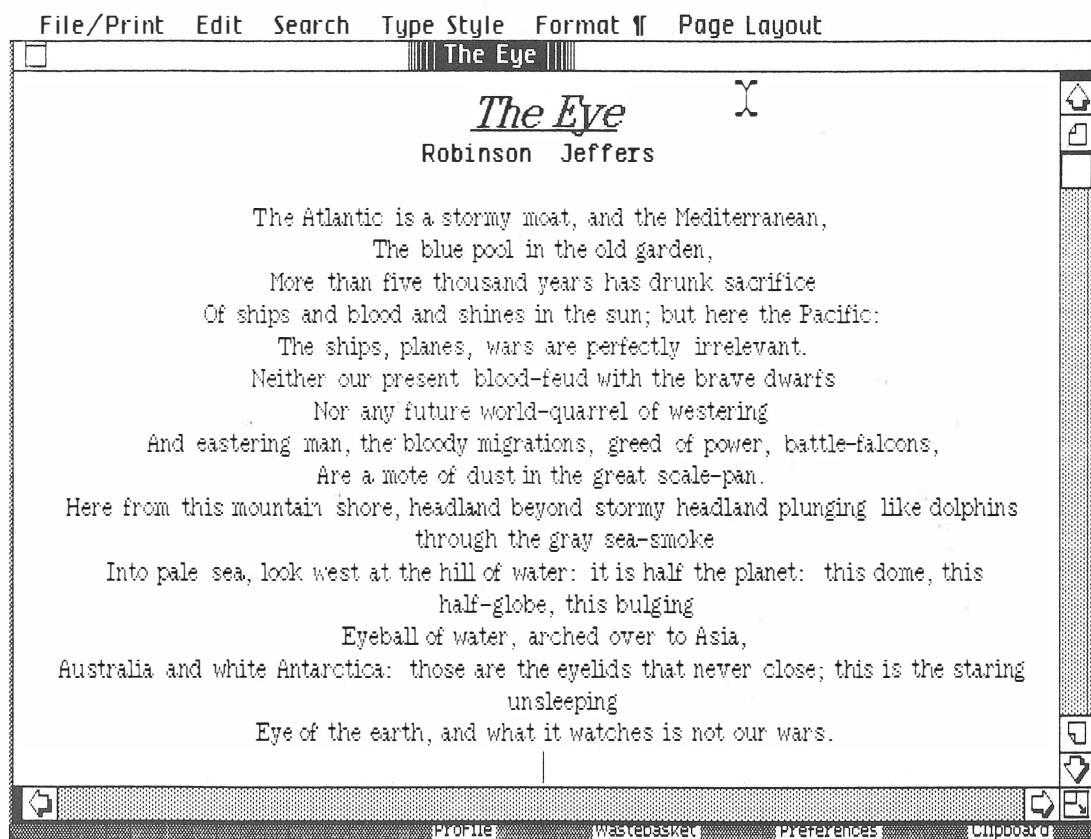 File/Print Edit Search Type Style Format ¶ Page Layout
The Eye
The Eye
Robinson Jeffers
The Atlantic is a stormy moat, and the Mediterranean,
The blue pool in the old garden,
More than five thousand years has drunk sacrifice
Of ships and blood and shines in the sun; but here the Pacific:
The ships, planes, wars are perfectly irrelevant.
Neither our present blood-feud with the brave dwarfs
Nor any future world-quarrel of westering
And eastering man, the bloody migrations, greed of power, battle-falcons,
Are a mote of dust in the great scale-pan.
Here from this mountain shore, headland beyond stormy headland plunging like dolphins
through the gray sea-smoke
Into pale sea, look west at the hill of water: it is half the planet: this dome, this
half-globe, this bulging
Eyeball of water, arched over to Asia,
Australia and white Antarctica: those are the eyelids that never close; this is the staring
unsleeping
Eye of the earth, and what it watches is not our wars.
ProFile Wastebasket Preferences Clipboard